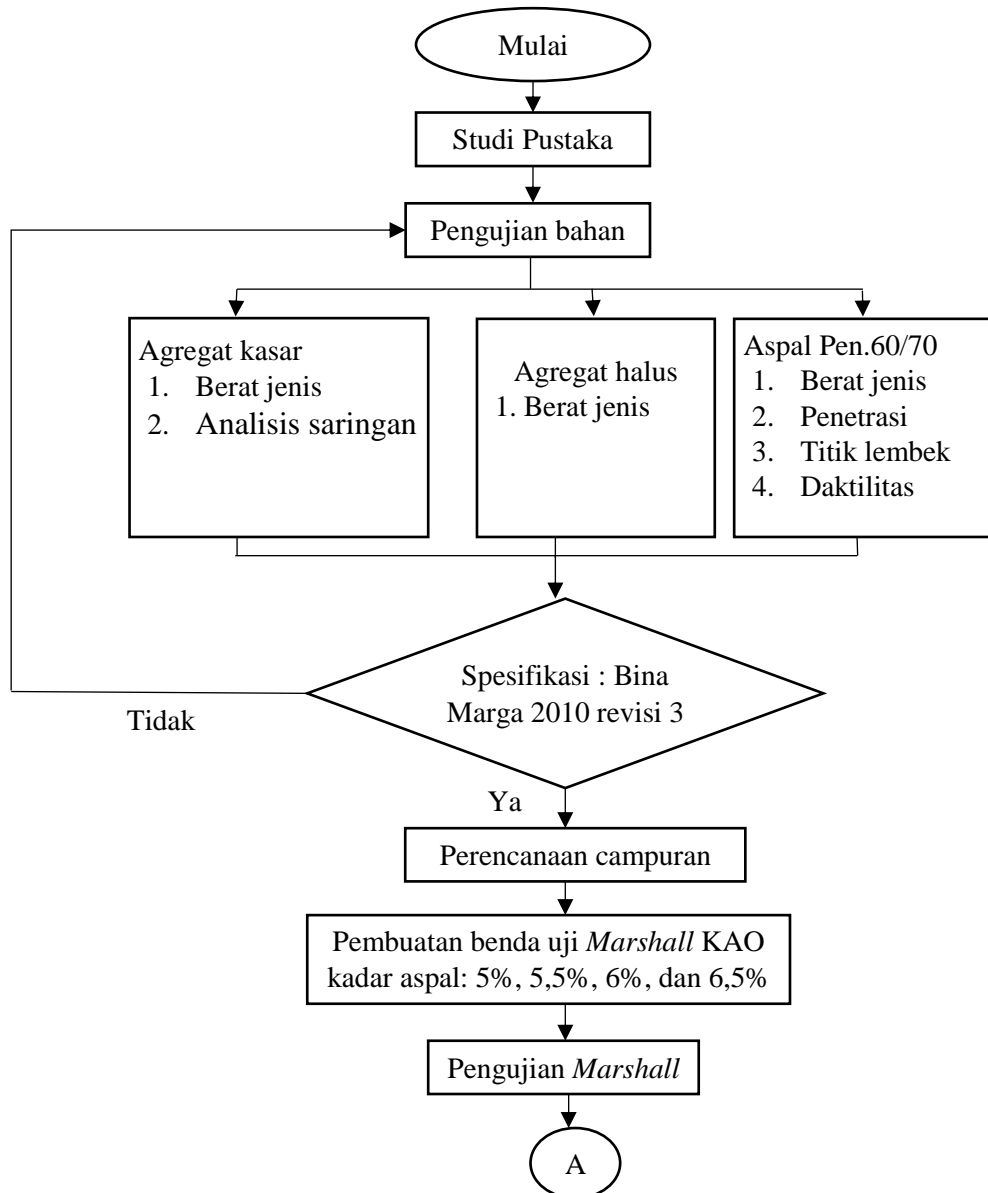 Mulai
Studi Pustaka
Pengujian bahan
Agregat kasar
1. Berat jenis
2. Analisis saringan
Agregat halus
1. Berat jenis
Aspal Pen.60/70
1. Berat jenis
2. Penetrasi
3. Titik lembek
4. Daktilitas
Spesifikasi : Bina
Marga 2010 revisi 3
Tidak
Ya
Perencanaan campuran
Pembuatan benda uji Marshall KAO
kadar aspal: 5%, 5,5%, 6%, dan 6,5%
Pengujian Marshall
A